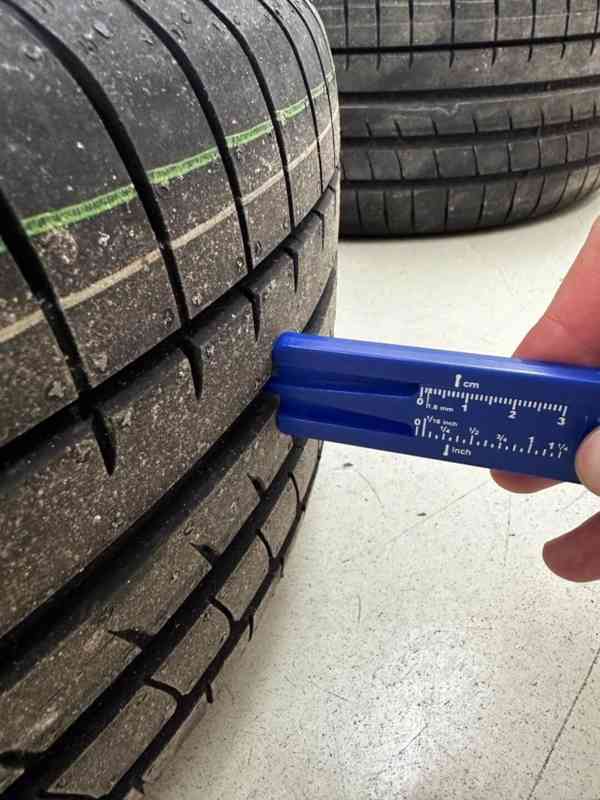 cm
0 1 2 3
1.6 mm
0 1/16 inch
1/4 1/2 3/4 1 1 1/4
inch